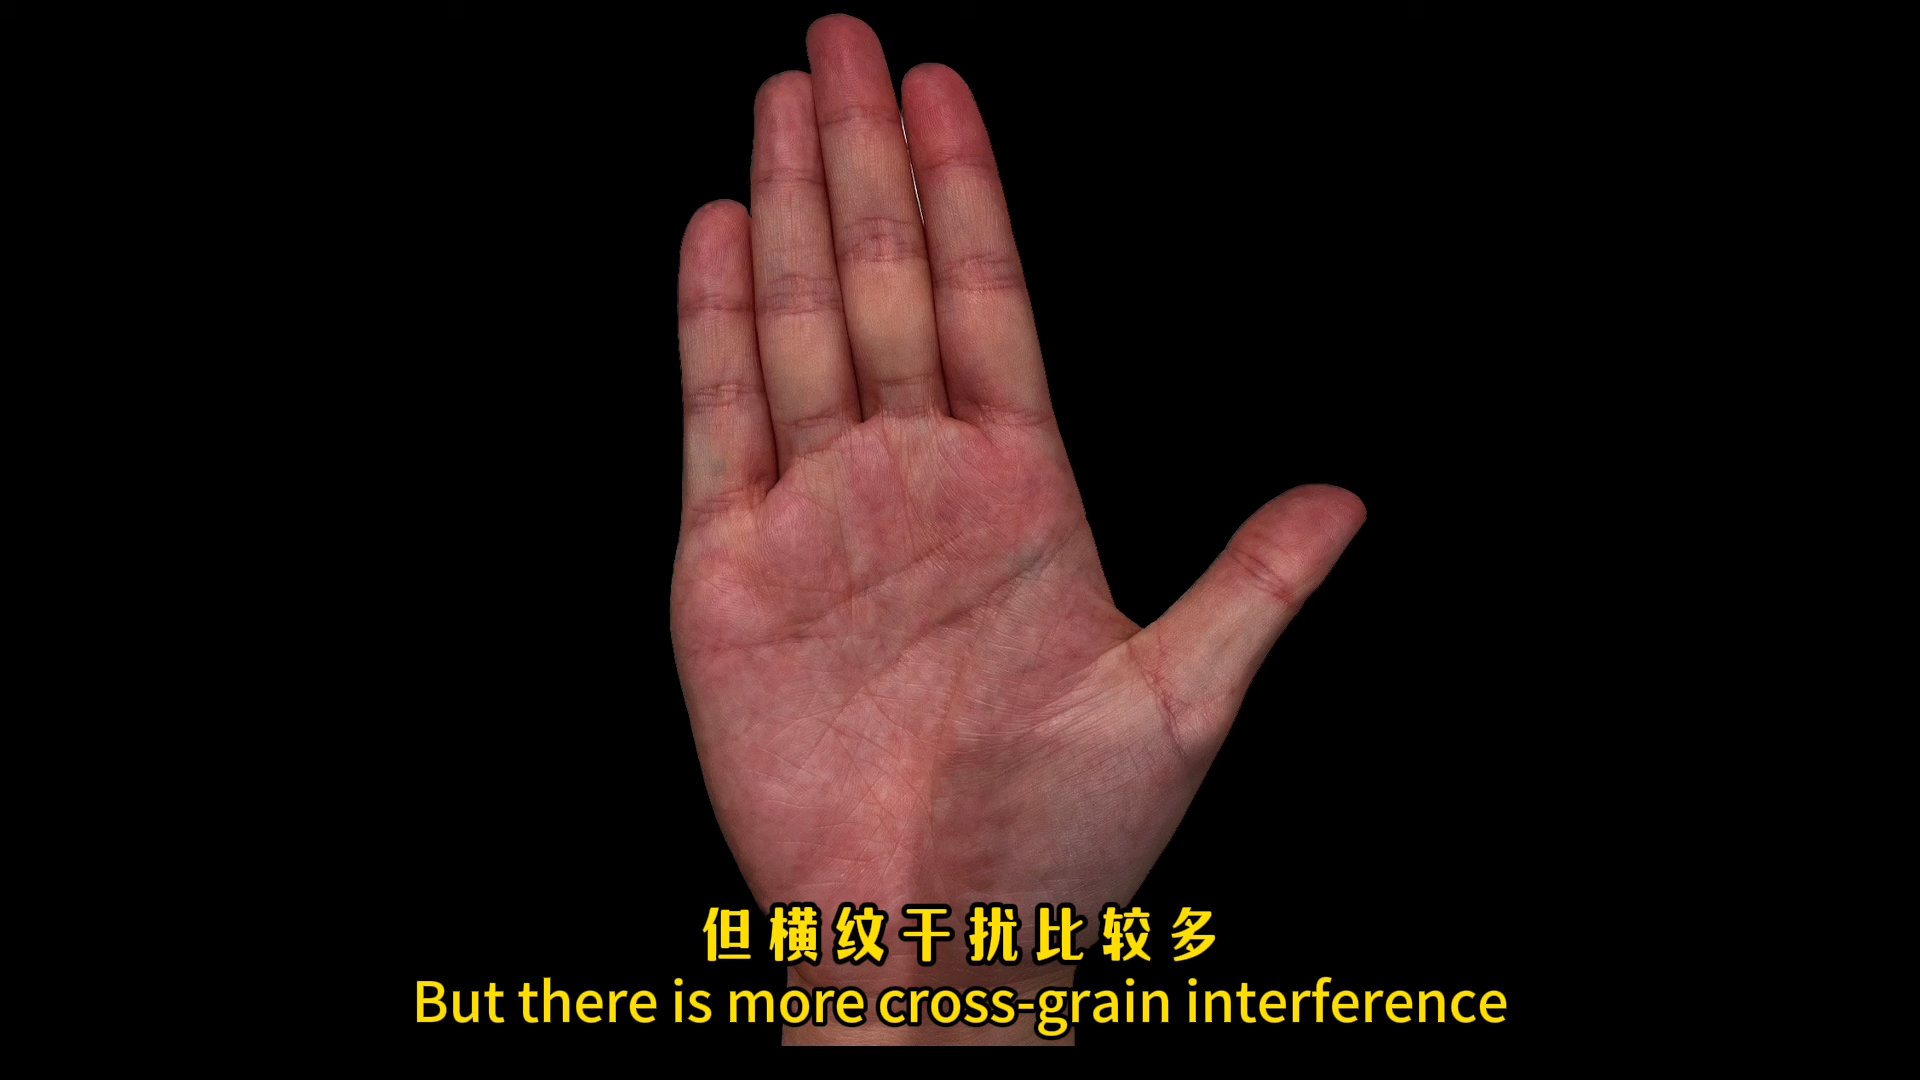 但横纹干扰比较多
But there is more cross-grain interference